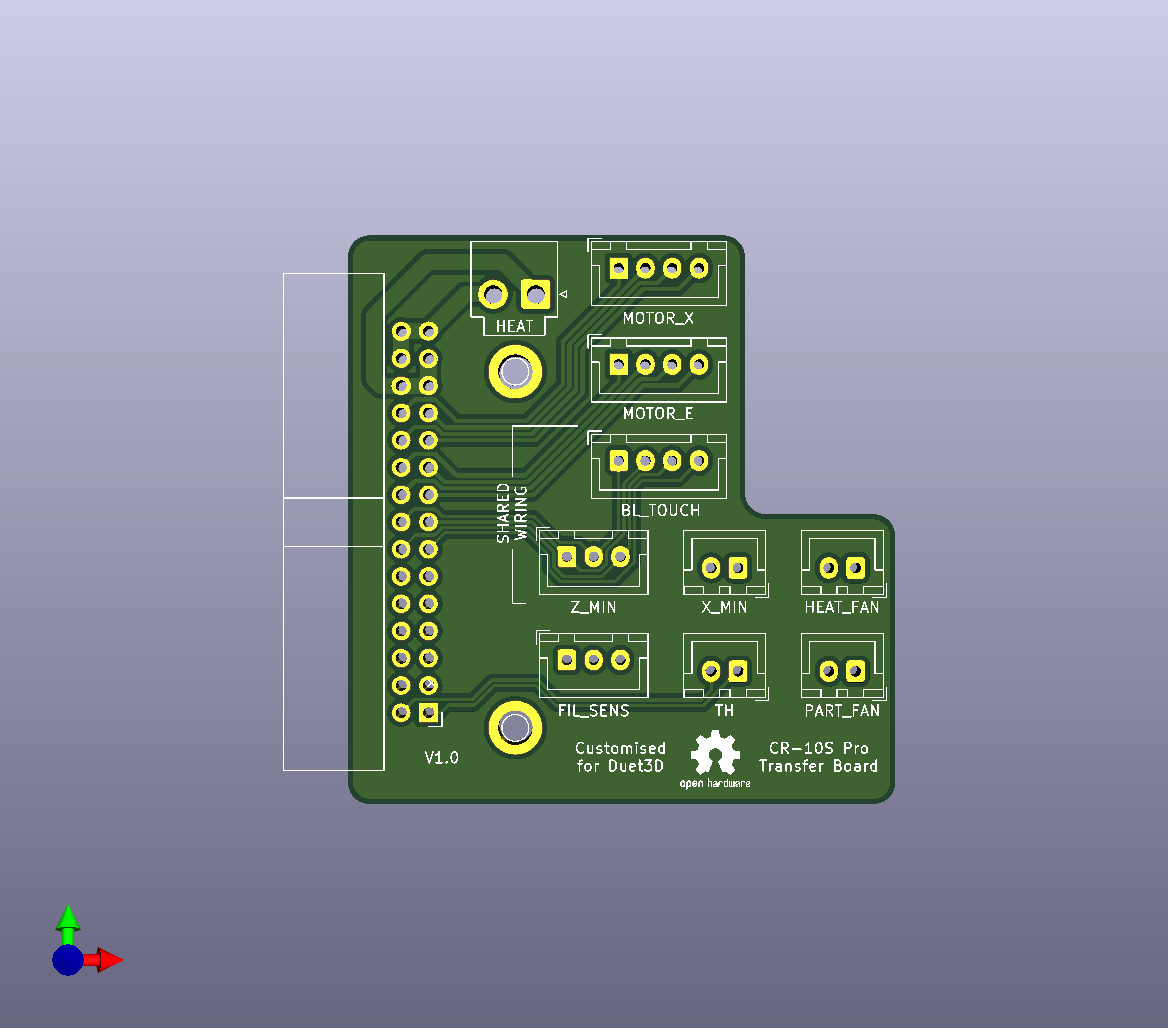 HEAT
MOTOR_X
MOTOR_E
BL_TOUCH
SHARED
WIRING
Z_MIN
X_MIN
HEAT_FAN
FIL_SENS
TH
PART_FAN
V1.0
Customised
for Duet3D
open hardware
CR-10S Pro
Transfer Board